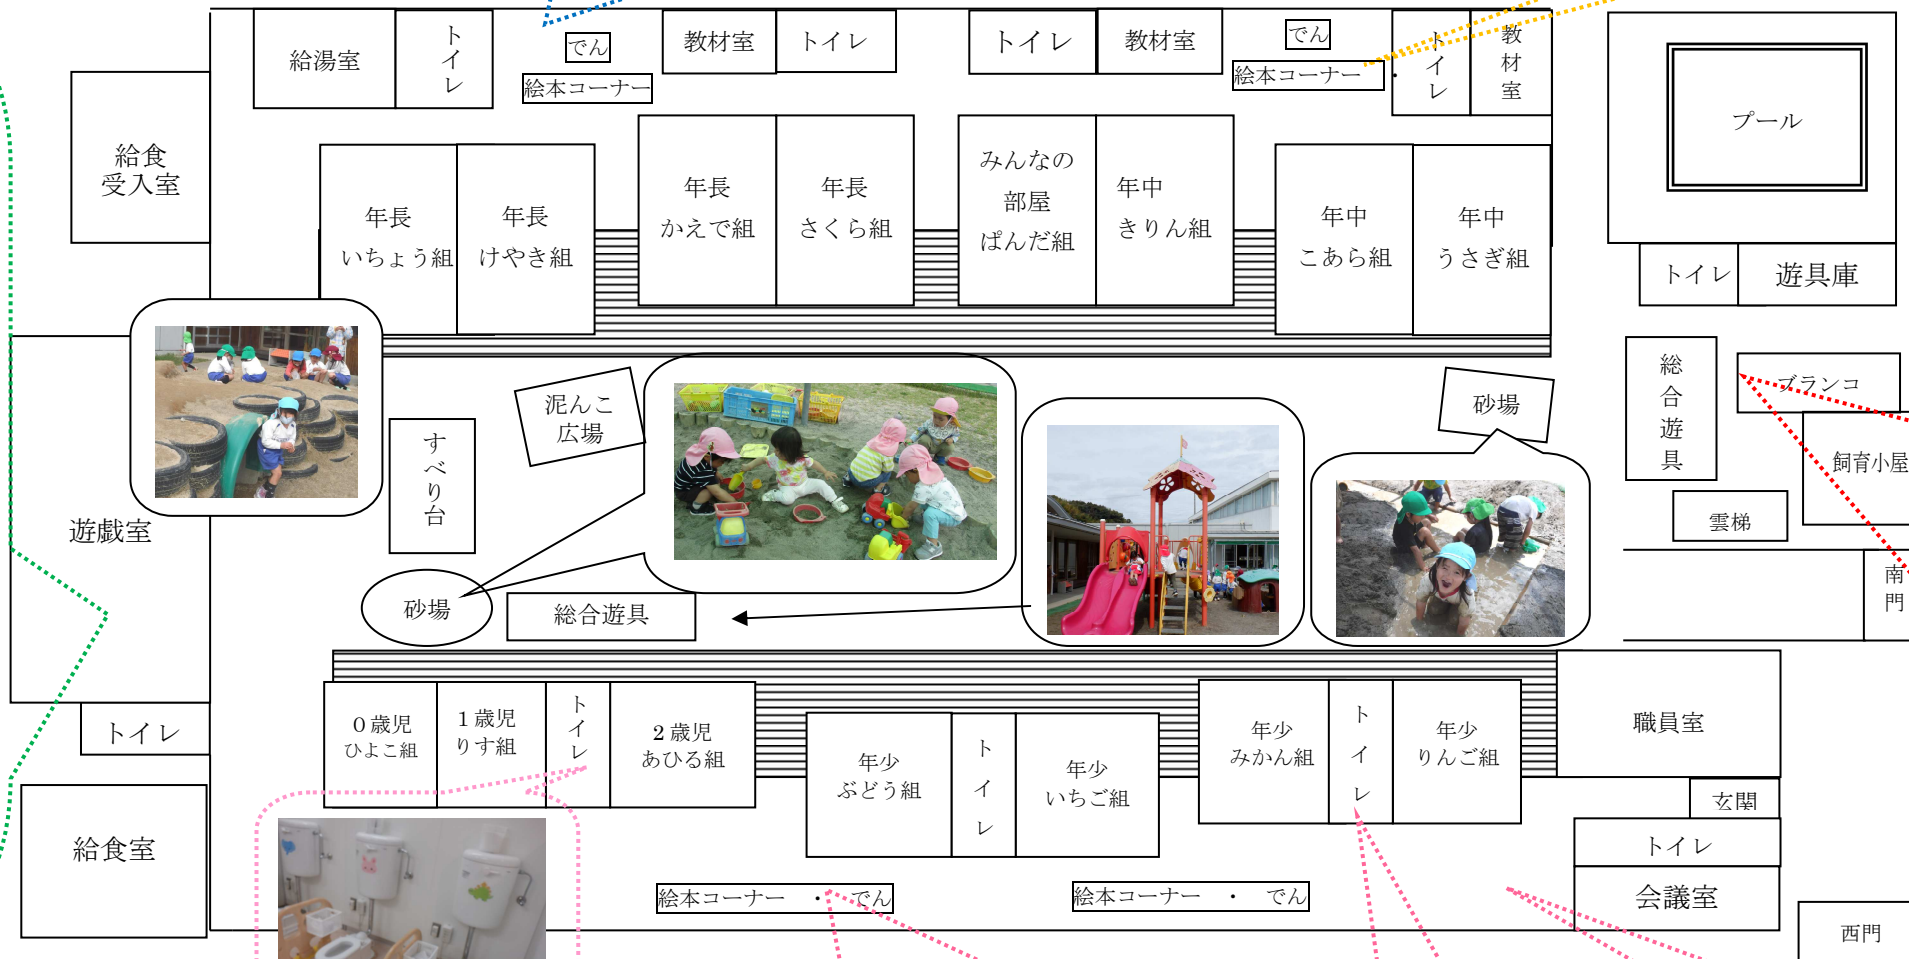 給湯室
トイレ
でん
絵本コーナー
教材室
トイレ
トイレ
教材室
でん
絵本コーナー ・
トイレ
教材室
プール
給食
受入室
年長
いちょう組
年長
けやき組
年長
かえで組
年長
さくら組
みんなの
部屋
ぱんだ組
年中
きりん組
年中
こあら組
年中
うさぎ組
トイレ
遊具庫
総合遊具
ブランコ
飼育小屋
雲梯
南門
遊戯室
すべり台
泥んこ
広場
砂場
砂場
総合遊具
トイレ
０歳児
ひよこ組
１歳児
りす組
トイレ
２歳児
あひる組
年少
ぶどう組
トイレ
年少
いちご組
年少
みかん組
トイレ
年少
りんご組
職員室
玄関
トイレ
会議室
給食室
絵本コーナー ・ でん
絵本コーナー ・ でん
西門